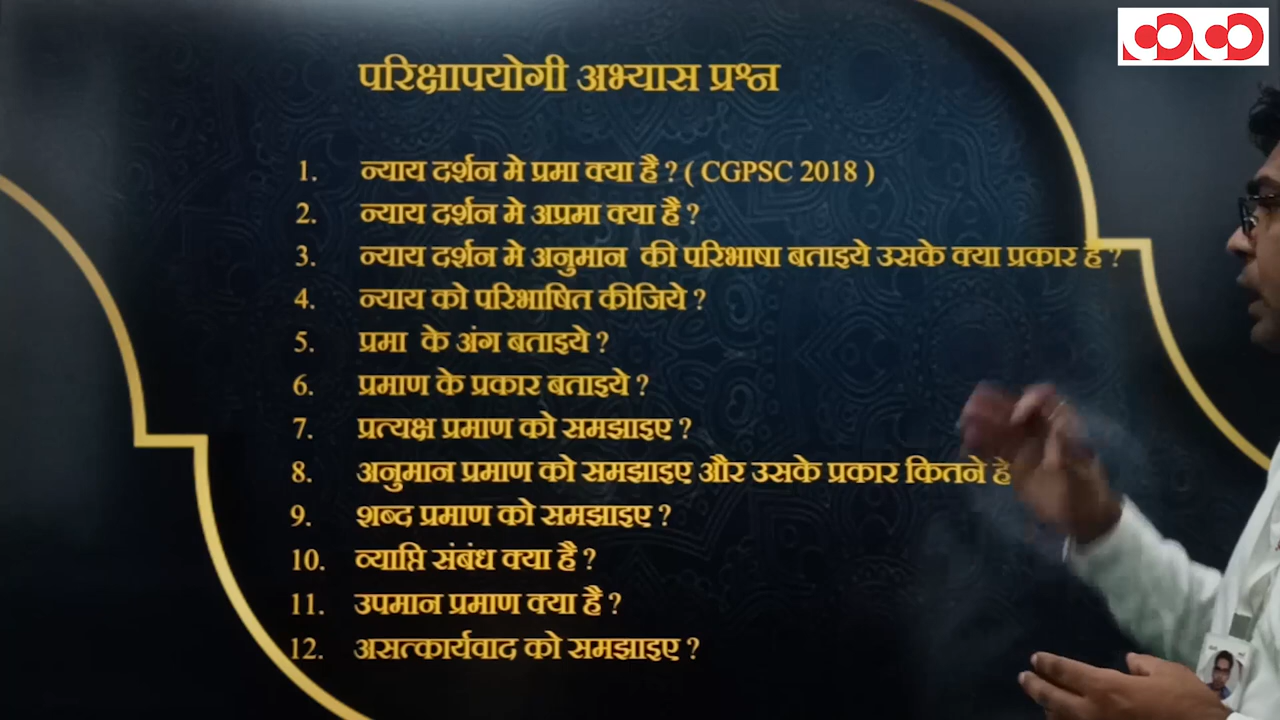 परिक्षापयोगी अभ्यास प्रश्न
1. न्याय दर्शन मे प्रमा क्या है ? ( CGPSC 2018 )
2. न्याय दर्शन मे अप्रमा क्या है ?
3. न्याय दर्शन मे अनुमान की परिभाषा बताइये उसके क्या प्रकार है ?
4. न्याय को परिभाषित कीजिये ?
5. प्रमा के अंग बताइये ?
6. प्रमाण के प्रकार बताइये ?
7. प्रत्यक्ष प्रमाण को समझाइए ?
8. अनुमान प्रमाण को समझाइए और उसके प्रकार कितने है
9. शब्द प्रमाण को समझाइए ?
10. व्याप्ति संबंध क्या है ?
11. उपमान प्रमाण क्या है ?
12. असत्कार्यवाद को समझाइए ?